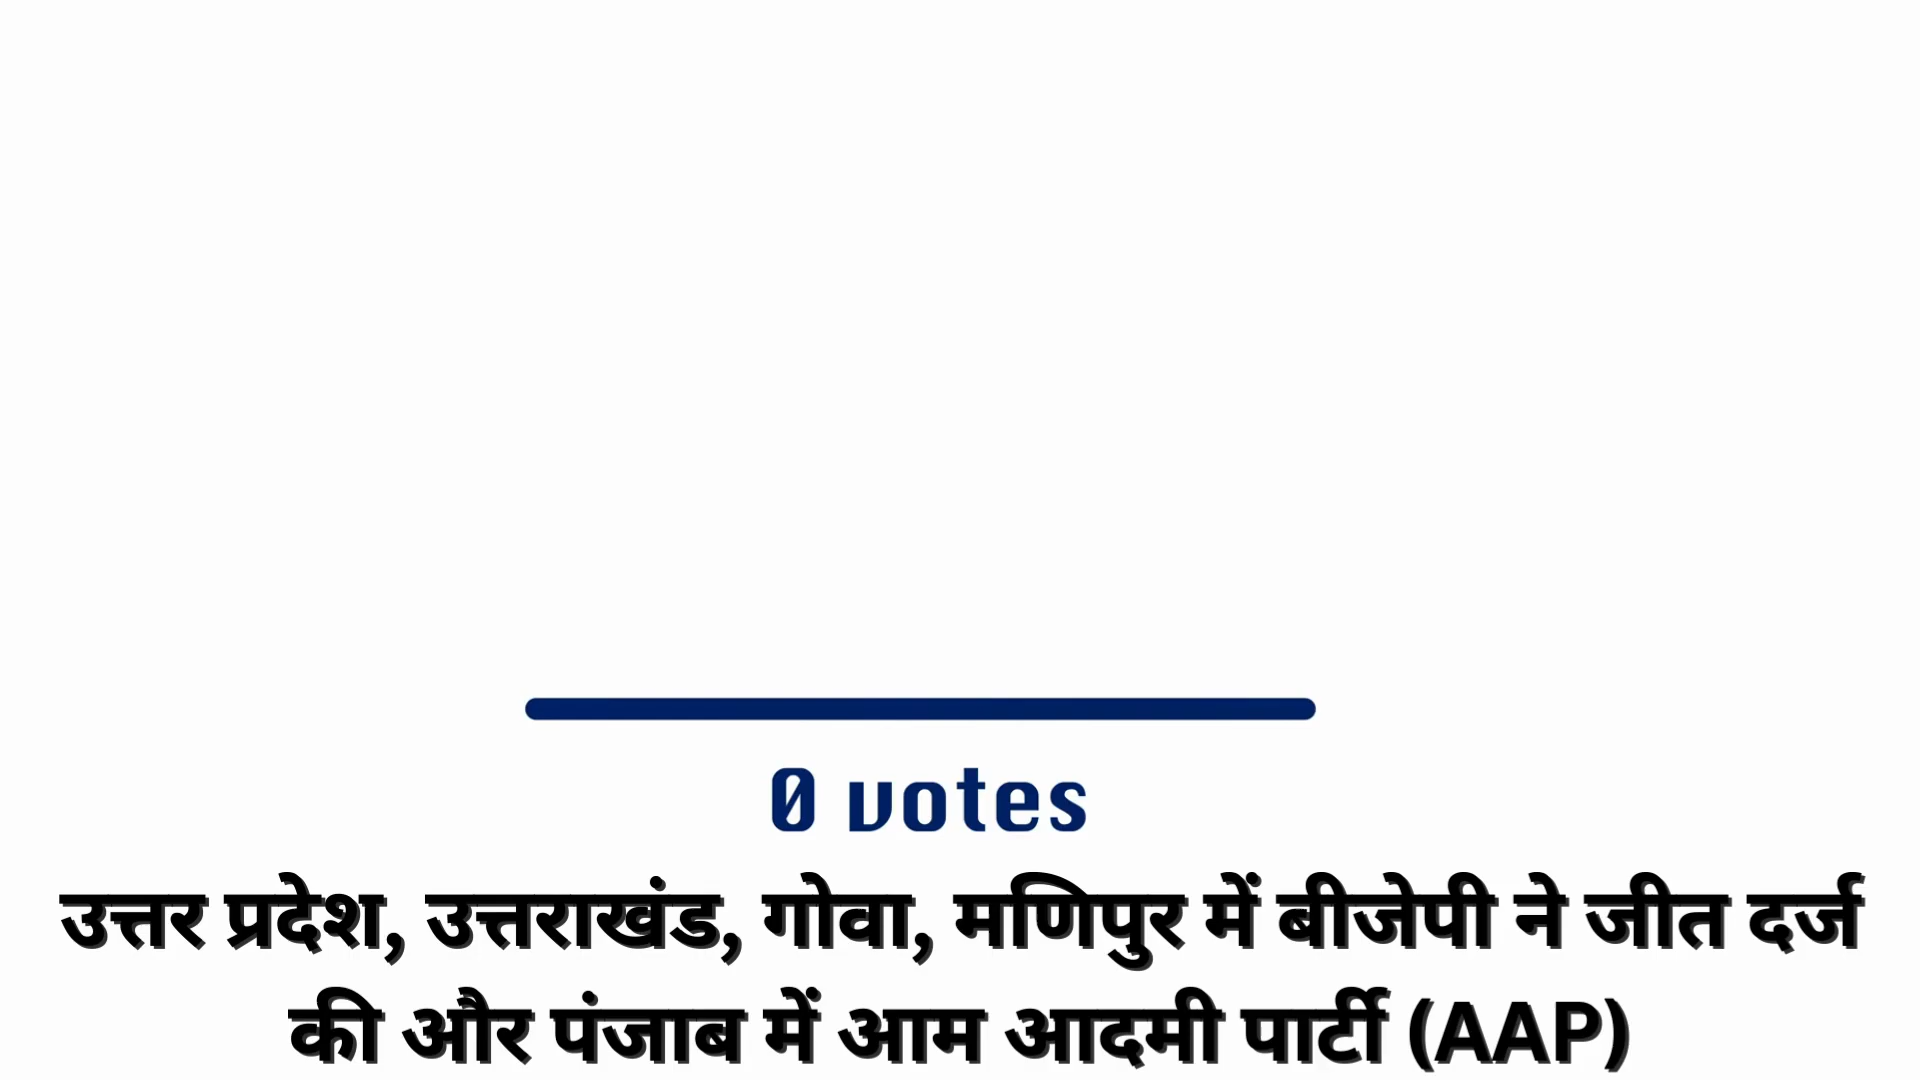 0 votes
उत्तर प्रदेश, उत्तराखंड, गोवा, मणिपुर में बीजेपी ने जीत दर्ज
की और पंजाब में आम आदमी पार्टी (AAP)